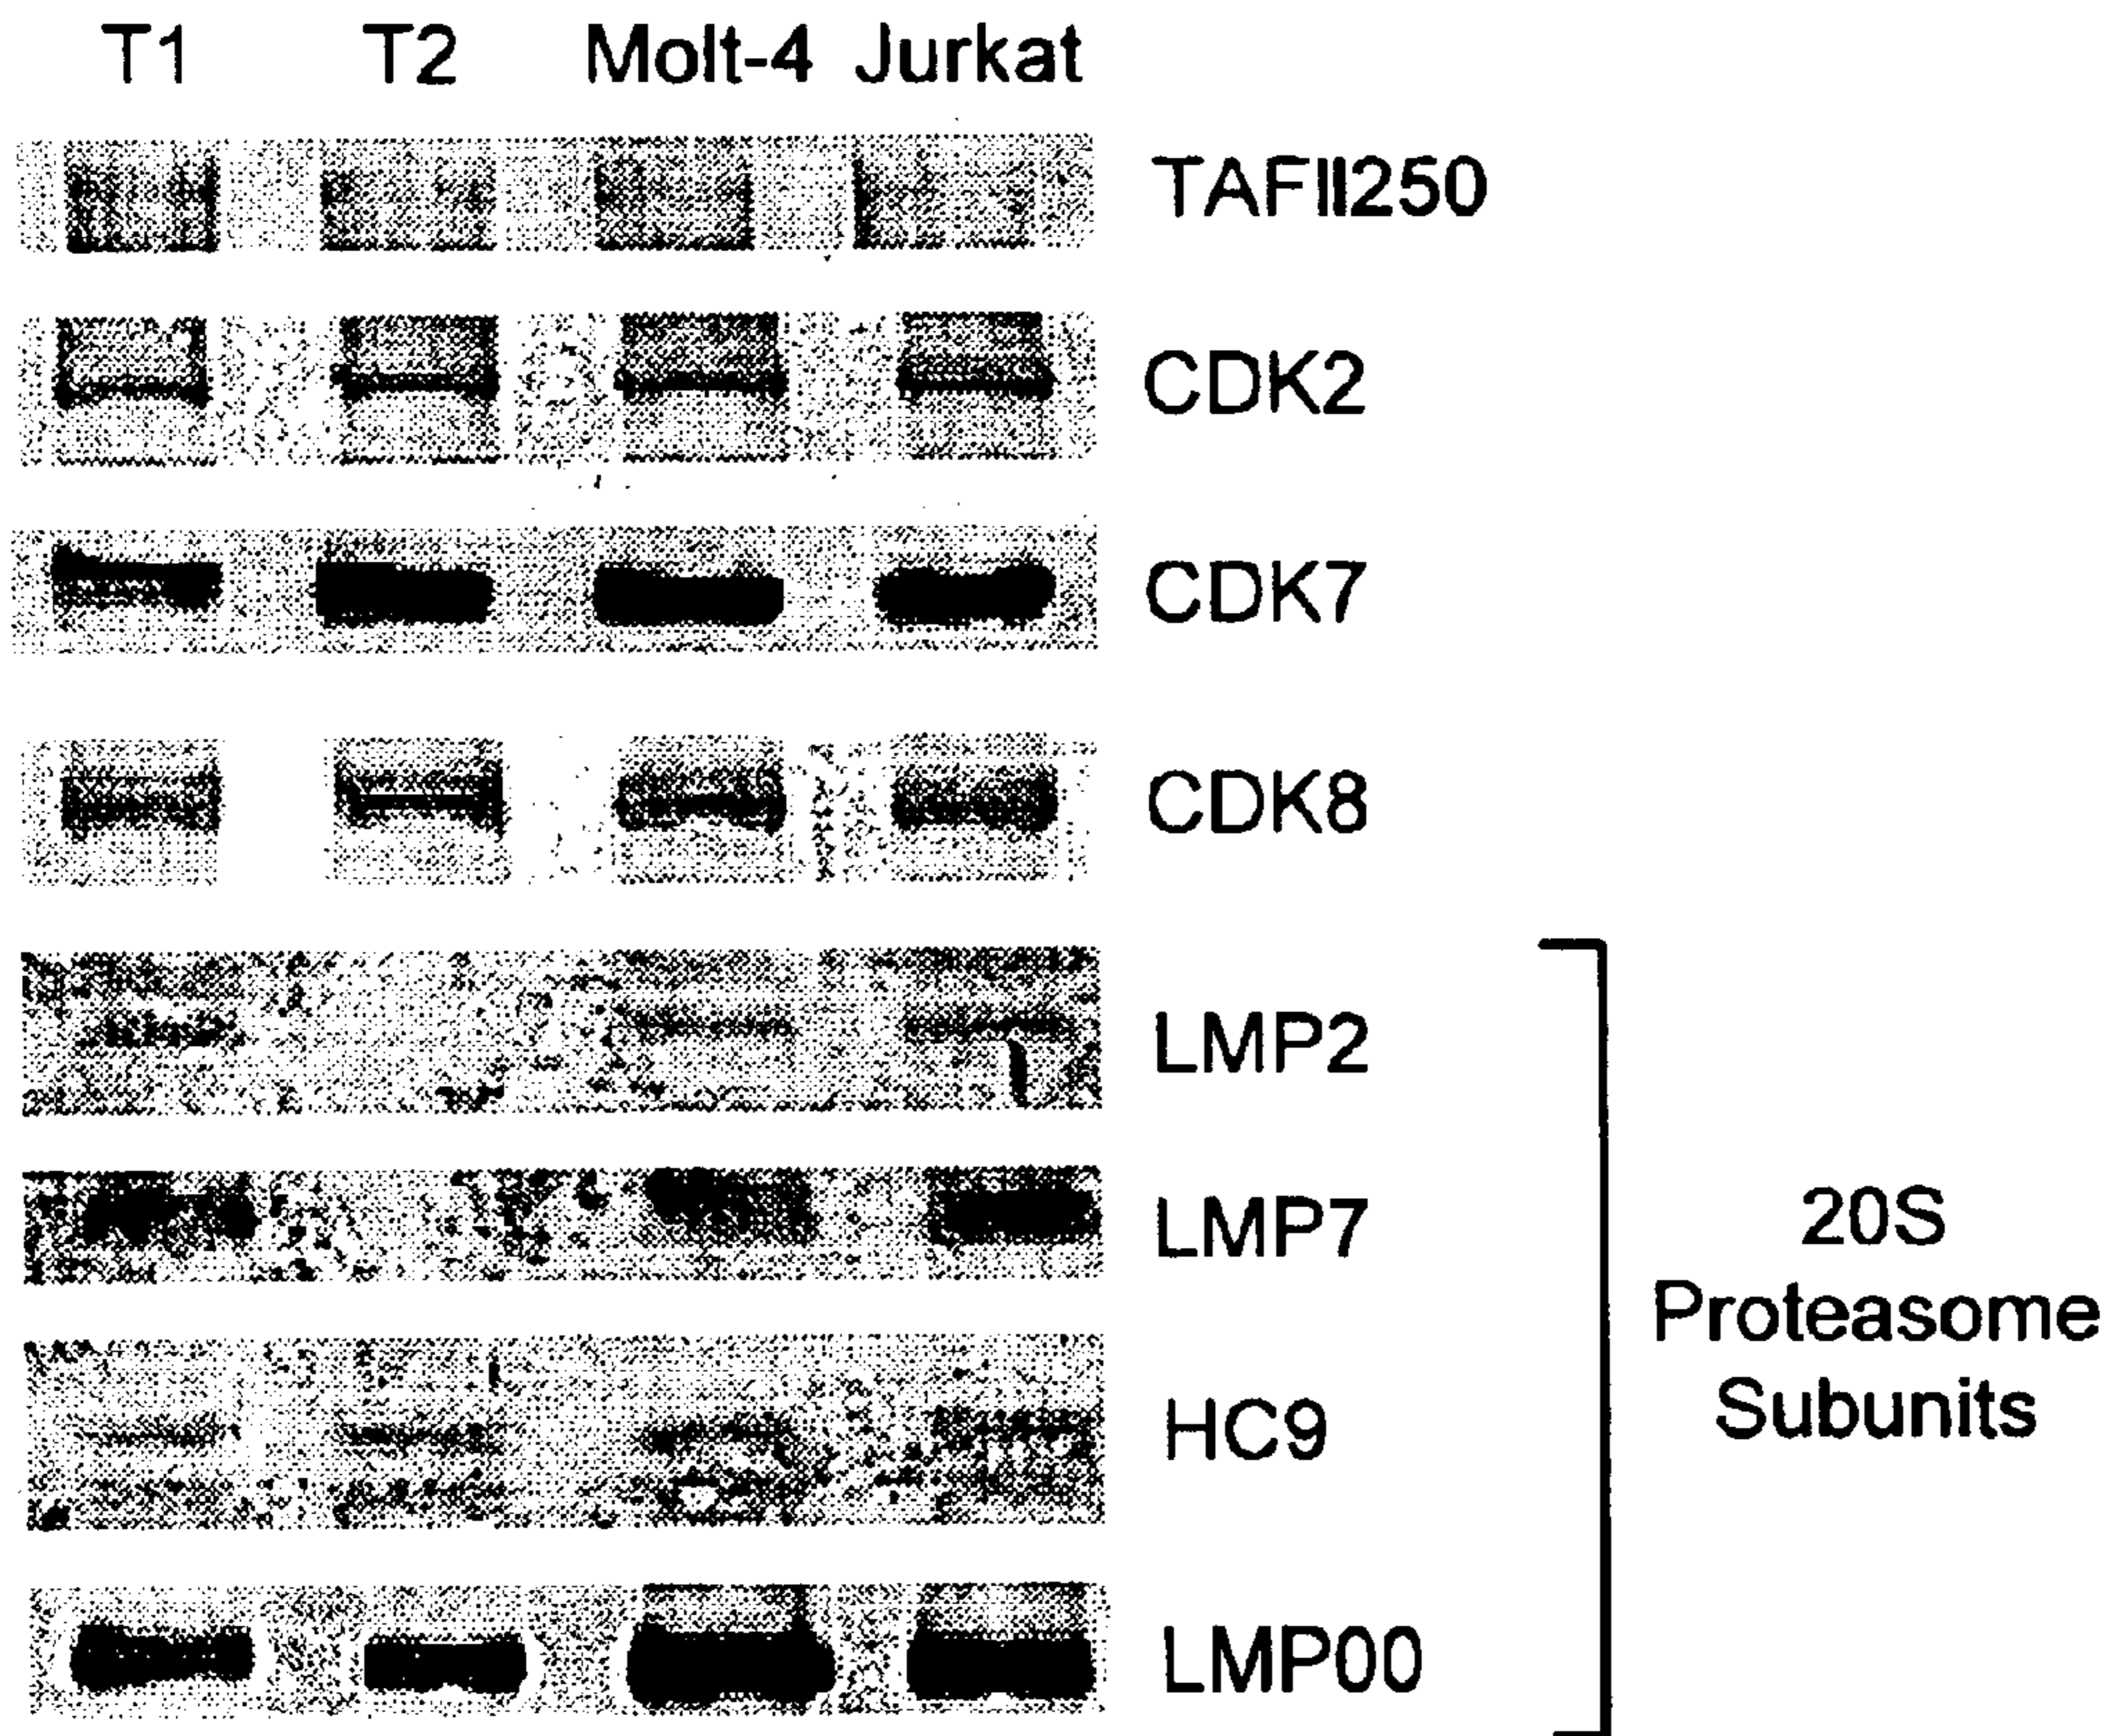 T1 T2 Molt-4 Jurkat
TAFII250
CDK2
CDK7
CDK8
LMP2
LMP7
HC9
LMP00
20S
Proteasome
Subunits